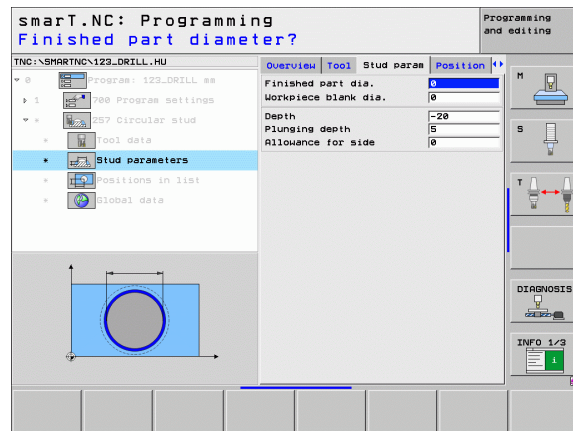 smarT.NC: Programming
Finished part diameter?
Programming
and editing
TNC:\SMARTNC\123_DRILL.HU
0 Program: 123_DRILL mm
1 700 Program settings
* 257 Circular stud
* Tool data
* Stud parameters
* Positions in list
* Global data
Overview Tool Stud param Position
Finished part dia. 0
Workpiece blank dia. 0
Depth -20
Plunging depth 5
Allowance for side 0
M
S
T
DIAGNOSIS
INFO 1/3
i